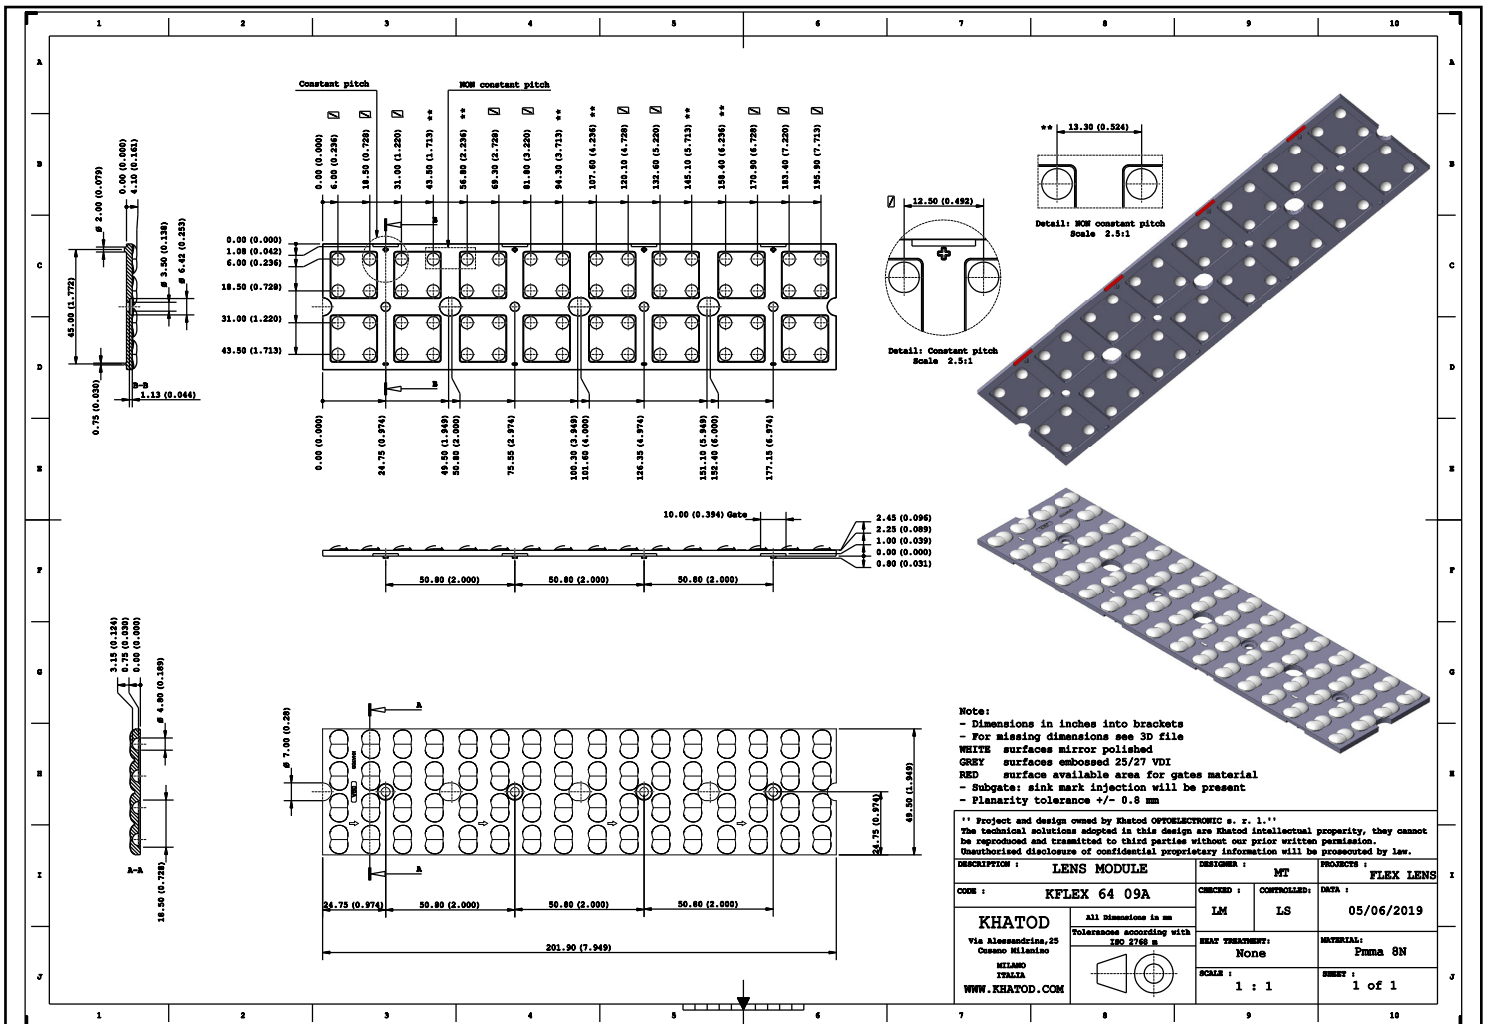 1 2 3 4 5 6 7 8 9 10
A
B
C
D
E
F
G
H
I
J
Constant pitch
NON constant pitch
0.00 (0.000)
6.00 (0.236)
18.50 (0.728)
31.00 (1.220)
43.50 (1.713) **
56.80 (2.236) **
69.30 (2.728)
81.80 (3.220)
94.30 (3.713) **
107.60 (4.236) **
120.10 (4.728)
132.60 (5.220)
145.10 (5.713) **
158.40 (6.236) **
170.90 (6.728)
183.40 (7.220)
195.90 (7.713)
Ø 2.00 (0.079)
0.00 (0.000)
4.10 (0.161)
Ø 3.50 (0.138)
Ø 6.42 (0.253)
45.00 (1.772)
0.75 (0.030)
B-B
1.13 (0.044)
0.00 (0.000)
1.08 (0.042)
6.00 (0.236)
18.50 (0.728)
31.00 (1.220)
43.50 (1.713)
B
B
0.00 (0.000)
24.75 (0.974)
49.50 (1.949)
50.80 (2.000)
75.55 (2.974)
100.30 (3.949)
101.60 (4.000)
126.35 (4.974)
151.10 (5.949)
152.40 (6.000)
177.15 (6.974)
** 13.30 (0.524)
Detail: NON constant pitch
Scale 2.5:1
12.50 (0.492)
Detail: Constant pitch
Scale 2.5:1
10.00 (0.394) Gate
2.45 (0.096)
2.25 (0.089)
1.00 (0.039)
0.00 (0.000)
0.80 (0.031)
50.80 (2.000) 50.80 (2.000) 50.80 (2.000)
3.15 (0.124)
0.75 (0.030)
0.00 (0.000)
Ø 4.80 (0.189)
A-A
18.50 (0.728)
Ø 7.00 (0.28)
A
A
49.50 (1.949)
24.75 (0.974)
24.75 (0.974) 50.80 (2.000) 50.80 (2.000) 50.80 (2.000)
201.90 (7.949)
Note:
- Dimensions in inches into brackets
- For missing dimensions see 3D file
WHITE surfaces mirror polished
GREY surfaces embossed 25/27 VDI
RED surface available area for gates material
- Subgate: sink mark injection will be present
- Planarity tolerance +/- 0.8 mm
'' Project and design owned by Khatod OPTOELECTRONIC s. r. l.''
The technical solutions adopted in this design are Khatod intellectual property, they cannot
be reproduced and trasmitted to third parties without our prior written permission.
Unauthorized disclosure of confidential proprietary information will be prosecuted by law.
DESCRIPTION : LENS MODULE
DESIGNER : MT
PROJECTS : FLEX LENS
CODE : KFLEX 64 09A
CHECKED : LM
CONTROLLED: LS
DATA : 05/06/2019
KHATOD
Via Alessandrina,25
Cusano Milanino
MILANO
ITALIA
WWW.KHATOD.COM
All Dimensions in mm
Tolerances according with
ISO 2768 m
HEAT TREATMENT: None
MATERIAL: Pmma 8N
SCALE : 1 : 1
SHEET : 1 of 1
1 2 3 4 5 6 7 8 9 10